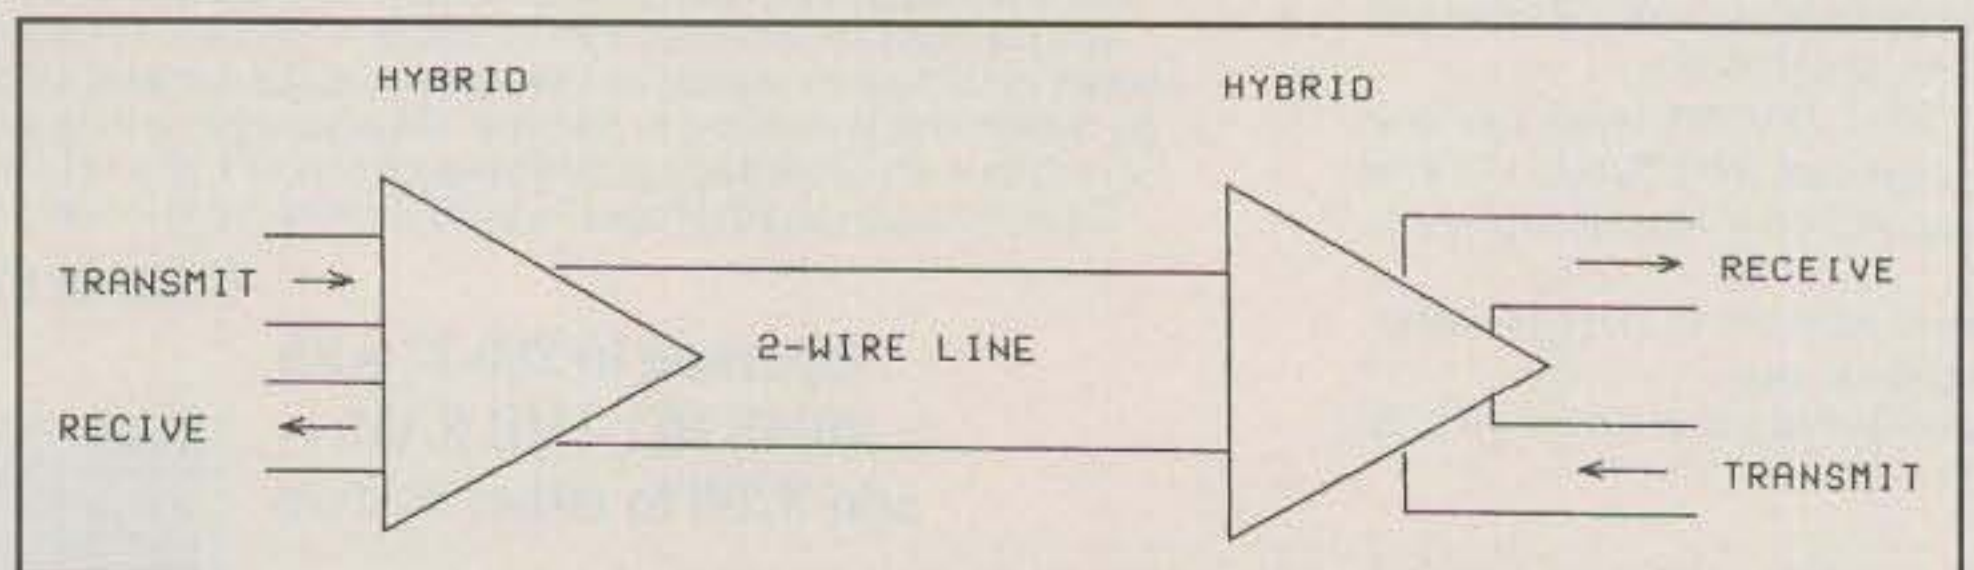 HYBRID
HYBRID
TRANSMIT
RECEIVE
2-WIRE LINE
RECIVE
TRANSMIT